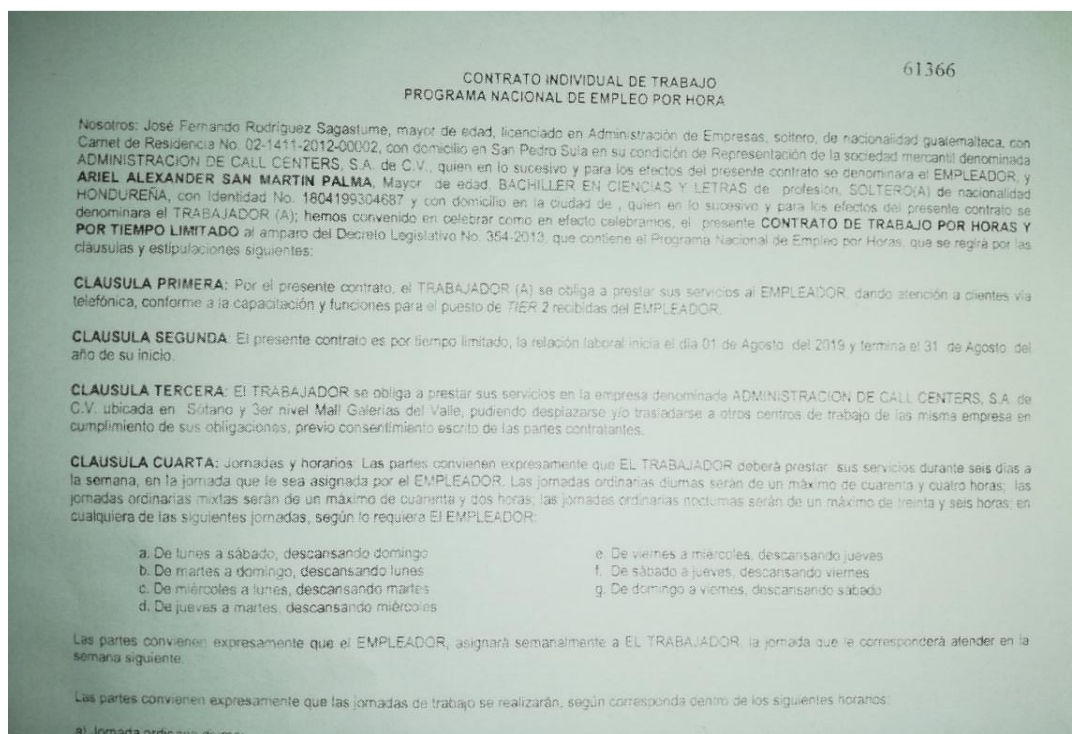 61366
CONTRATO INDIVIDUAL DE TRABAJO
PROGRAMA NACIONAL DE EMPLEO POR HORA
Nosotros: José Fernando Rodríguez Sagastume, mayor de edad, licenciado en Administración de Empresas, soltero, de nacionalidad guatemalteca, con
Carnet de Residencia No. 02-1411-2012-00002, con domicilio en San Pedro Sula en su condición de Representación de la sociedad mercantil denominada
ADMINISTRACION DE CALL CENTERS, S.A. de C.V., quien en lo sucesivo y para los efectos del presente contrato se denominara el EMPLEADOR, y
ARIEL ALEXANDER SAN MARTIN PALMA, Mayor de edad, BACHILLER EN CIENCIAS Y LETRAS de profesión, SOLTERO(A) de nacionalidad
HONDUREÑA, con Identidad No. 1804199304687 y con domicilio en la ciudad de , quien en lo sucesivo y para los efectos del presente contrato se
denominara el TRABAJADOR (A); hemos convenido en celebrar como en efecto celebramos, el presente CONTRATO DE TRABAJO POR HORAS Y
POR TIEMPO LIMITADO al amparo del Decreto Legislativo No. 354-2013, que contiene el Programa Nacional de Empleo por Horas, que se regirá por las
cláusulas y estipulaciones siguientes:
CLAUSULA PRIMERA: Por el presente contrato, el TRABAJADOR (A) se obliga a prestar sus servicios al EMPLEADOR, dando atención a clientes vía
telefónica, conforme a la capacitación y funciones para el puesto de TIER 2 recibidas del EMPLEADOR.
CLAUSULA SEGUNDA: El presente contrato es por tiempo limitado, la relación laboral inicia el día 01 de Agosto del 2019 y termina el 31 de Agosto del
año de su inicio.
CLAUSULA TERCERA: El TRABAJADOR se obliga a prestar sus servicios en la empresa denominada ADMINISTRACION DE CALL CENTERS, S.A. de
C.V. ubicada en Sótano y 3er nivel Mall Galerías del Valle, pudiendo desplazarse y/o trasladarse a otros centros de trabajo de las misma empresa en
cumplimiento de sus obligaciones, previo consentimiento escrito de las partes contratantes.
CLAUSULA CUARTA: Jornadas y horarios: Las partes convienen expresamente que EL TRABAJADOR deberá prestar sus servicios durante seis días a
la semana, en la jornada que le sea asignada por el EMPLEADOR. Las jornadas ordinarias diurnas serán de un máximo de cuarenta y cuatro horas; las
jornadas ordinarias mixtas serán de un máximo de cuarenta y dos horas; las jornadas ordinarias nocturnas serán de un máximo de treinta y seis horas; en
cualquiera de las siguientes jornadas, según lo requiera El EMPLEADOR:
a. De lunes a sábado, descansando domingo
b. De martes a domingo, descansando lunes
c. De miércoles a lunes, descansando martes
d. De jueves a martes, descansando miércoles
e. De viernes a miércoles, descansando jueves
f. De sábado a jueves, descansando viernes
g. De domingo a viernes, descansando sábado
Las partes convienen expresamente que el EMPLEADOR, asignará semanalmente a EL TRABAJADOR, la jornada que le corresponderá atender en la
semana siguiente.
Las partes convienen expresamente que las jornadas de trabajo se realizarán, según corresponda dentro de los siguientes horarios:
a) Jornada ordinaria diurna: